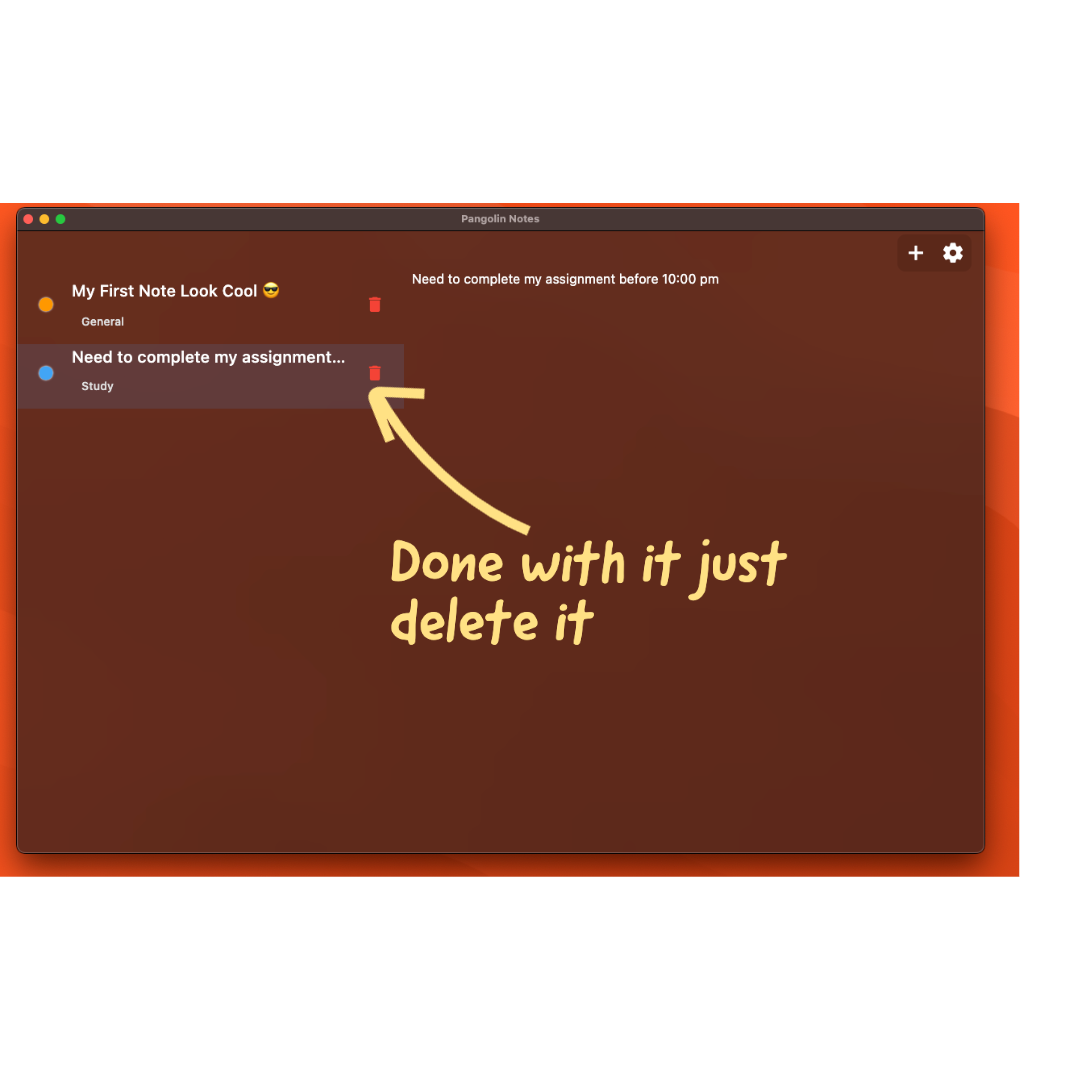 Pangolin Notes
My First Note Look Cool 😎
General
Need to complete my assignment...
Study
Need to complete my assignment before 10:00 pm
Done with it just
delete it